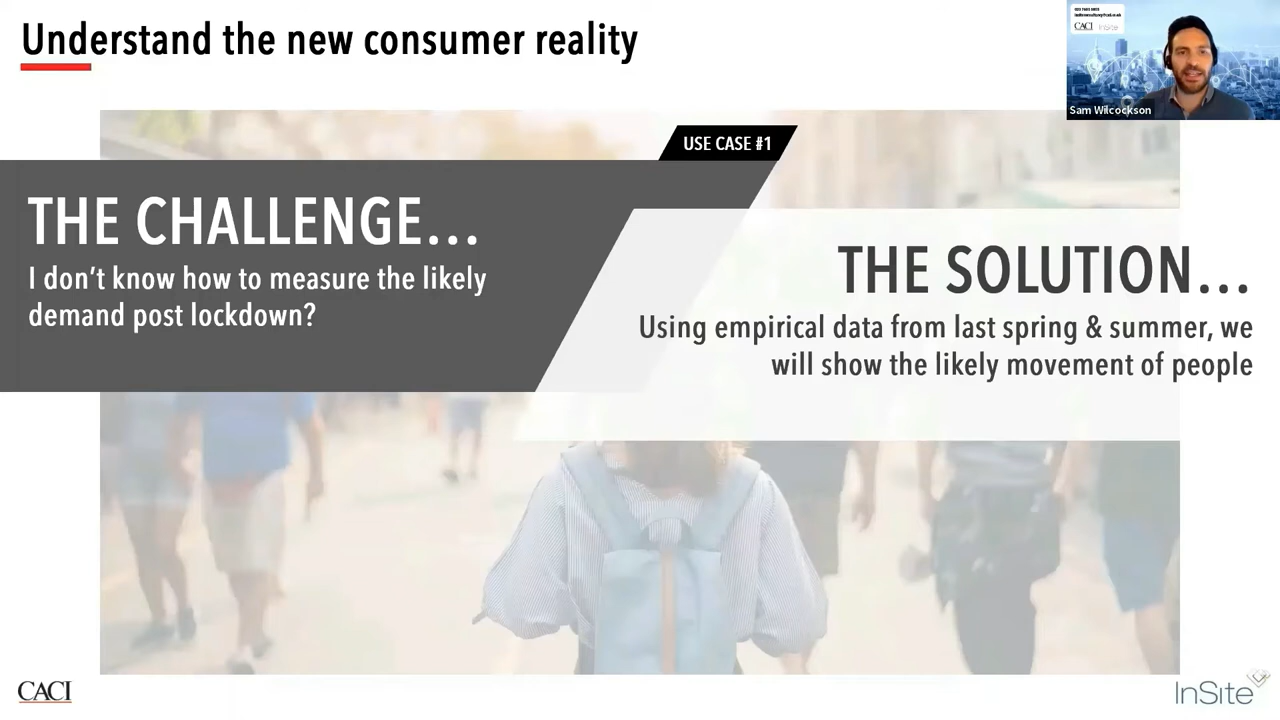 Understand the new consumer reality
CACI InSite
Sam Wilcockson
USE CASE #1
THE CHALLENGE...
I don't know how to measure the likely
demand post lockdown?
THE SOLUTION...
Using empirical data from last spring & summer, we
will show the likely movement of people
CACI
InSite